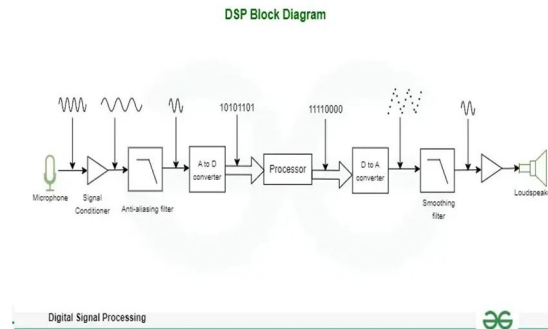 DSP Block Diagram
10101101
11110000
A to D
converter
Processor
D to A
converter
Microphone
Signal
Conditioner
Anti-aliasing filter
Smoothing
filter
Loudspeake
Digital Signal Processing